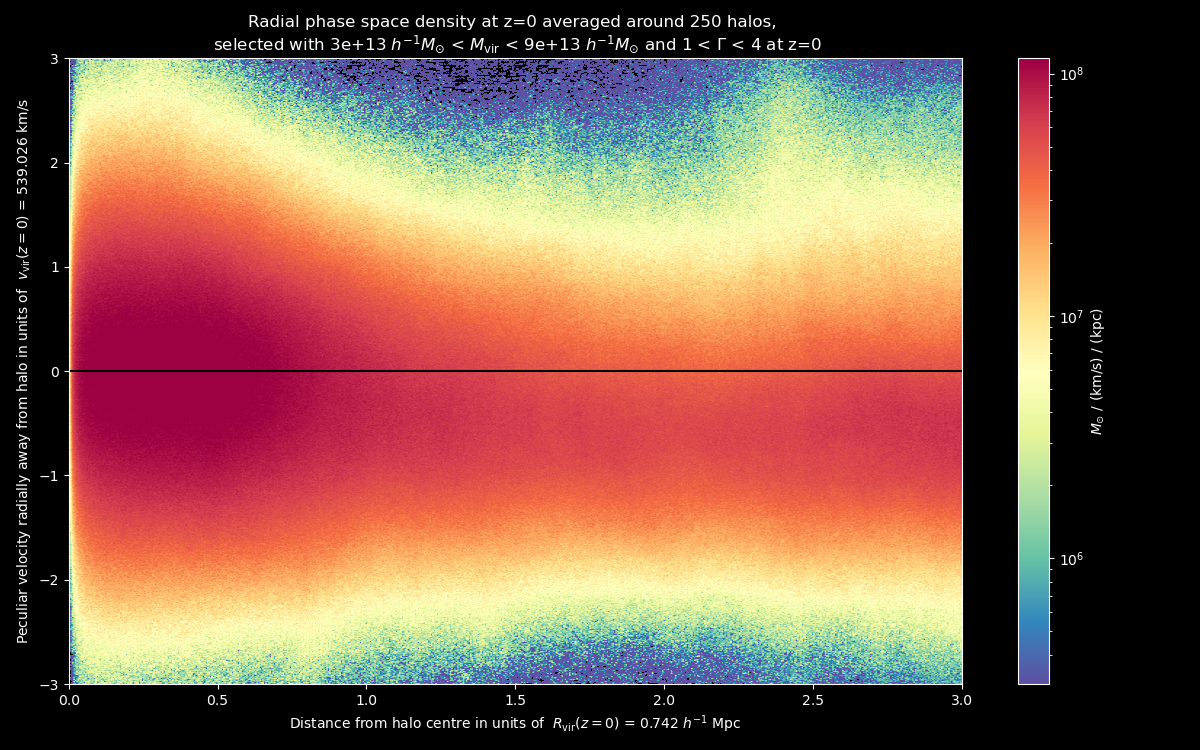 Radial phase space density at z=0 averaged around 250 halos,
selected with 3e+13 h⁻¹M⊙ < Mvir < 9e+13 h⁻¹M⊙ and 1 < Γ < 4 at z=0
Peculiar velocity radially away from halo in units of vvir(z = 0) = 539.026 km/s
3
2
1
0
−1
−2
−3
0.0 0.5 1.0 1.5 2.0 2.5 3.0
Distance from halo centre in units of Rvir(z = 0) = 0.742 h⁻¹ Mpc
10⁸
10⁷
10⁶
M⊙ / (km/s) / (kpc)